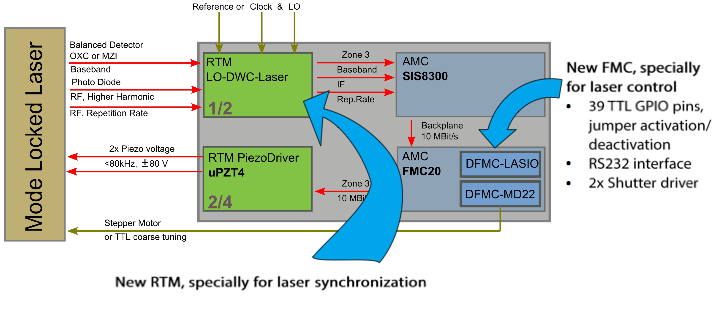 Reference or Clock & LO
Mode Locked Laser
Balanced Detector
OXC or MZI
Baseband
Photo Diode
RF, Higher Harmonic
RF. Repetition Rate
RTM
LO-DWC-Laser
1/2
Zone 3
Baseband
IF
Rep.Rate
AMC
SIS8300
Backplane
10 MBit/s
2x Piezo voltage
<80kHz, ±80 V
RTM PiezoDriver
uPZT4
2/4
Zone 3
10 MBit
AMC
FMC20
DFMC-LASIO
DFMC-MD22
Stepper Motor
or TTL coarse tuning
New FMC, specially
for laser control
• 39 TTL GPIO pins,
jumper activation/
deactivation
• RS232 interface
• 2x Shutter driver
New RTM, specially for laser synchronization